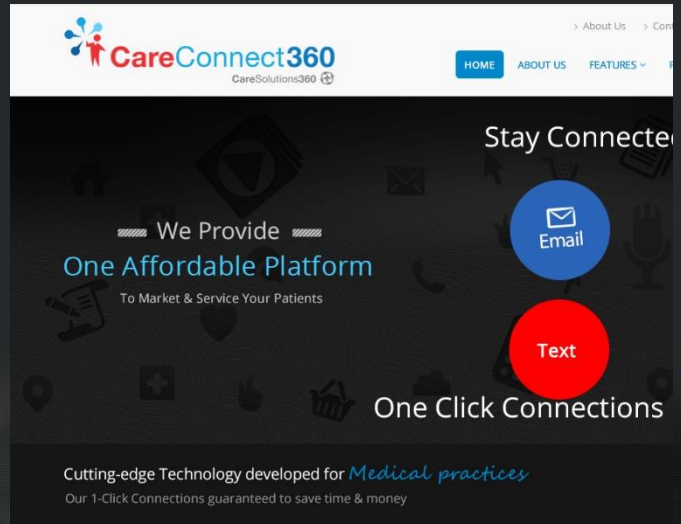 About Us
CareConnect360
CareSolutions360
HOME ABOUT US FEATURES
Stay
We Provide
One Affordable Platform
To Market & Service Your Patients
Email
Text
One Click Connections
Cutting-edge Technology developed for Medical practices
Our 1-Click Connections guaranteed to save time & money